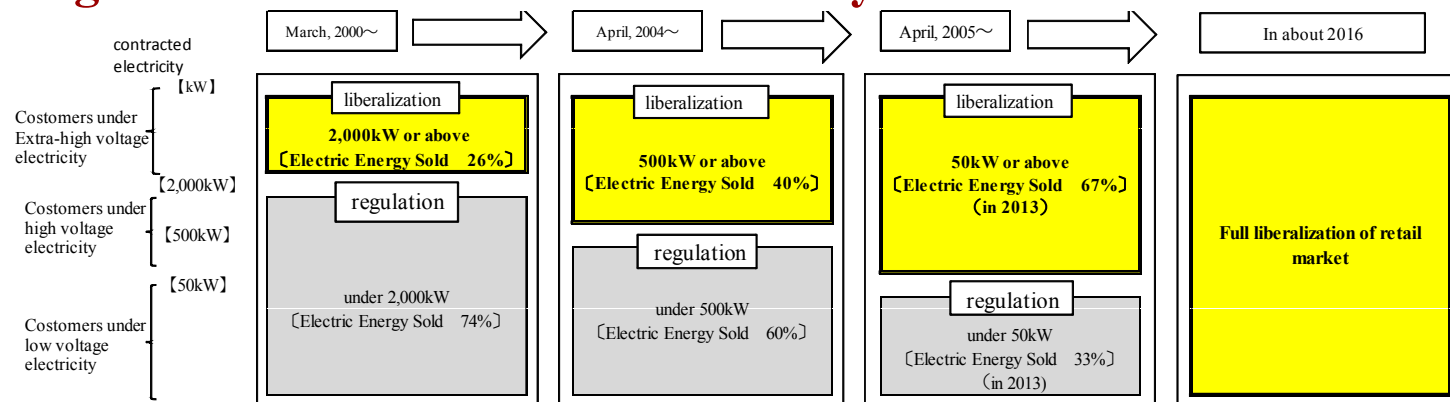 March, 2000～
April, 2004～
April, 2005～
In about 2016
contracted
electricity
【kW】
Costomers under
Extra-high voltage
electricity
【2,000kW】
Costomers under
high voltage
electricity
【500kW】
【50kW】
Costomers under
low voltage
electricity
liberalization
2,000kW or above
〔Electric Energy Sold 26%〕
regulation
under 2,000kW
〔Electric Energy Sold 74%〕
liberalization
500kW or above
〔Electric Energy Sold 40%〕
regulation
under 500kW
〔Electric Energy Sold 60%〕
liberalization
50kW or above
〔Electric Energy Sold 67%〕
（in 2013）
regulation
under 50kW
〔Electric Energy Sold 33%〕
（in 2013)
Full liberalization of retail
market